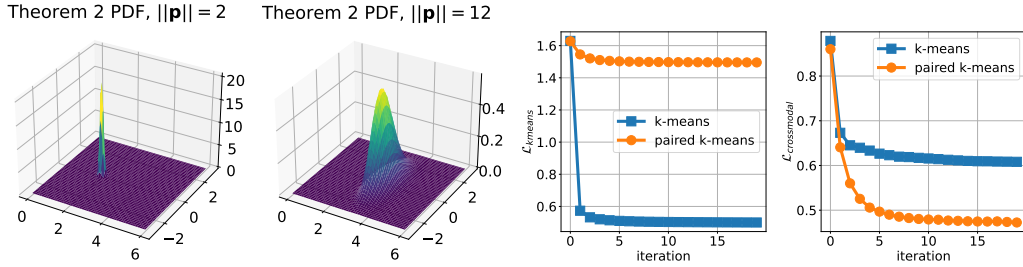 Theorem 2 PDF, ||p|| = 2
20
15
10
5
0
0
2
4
6
−2
0
2
Theorem 2 PDF, ||p|| = 12
0.4
0.2
0.0
0
2
4
6
−2
0
2
1.6
1.4
1.2
1.0
0.8
0.6
ℒkmeans
k-means
paired k-means
0 5 10 15
iteration
0.8
0.7
0.6
0.5
ℒcrossmodal
k-means
paired k-means
0 5 10 15
iteration